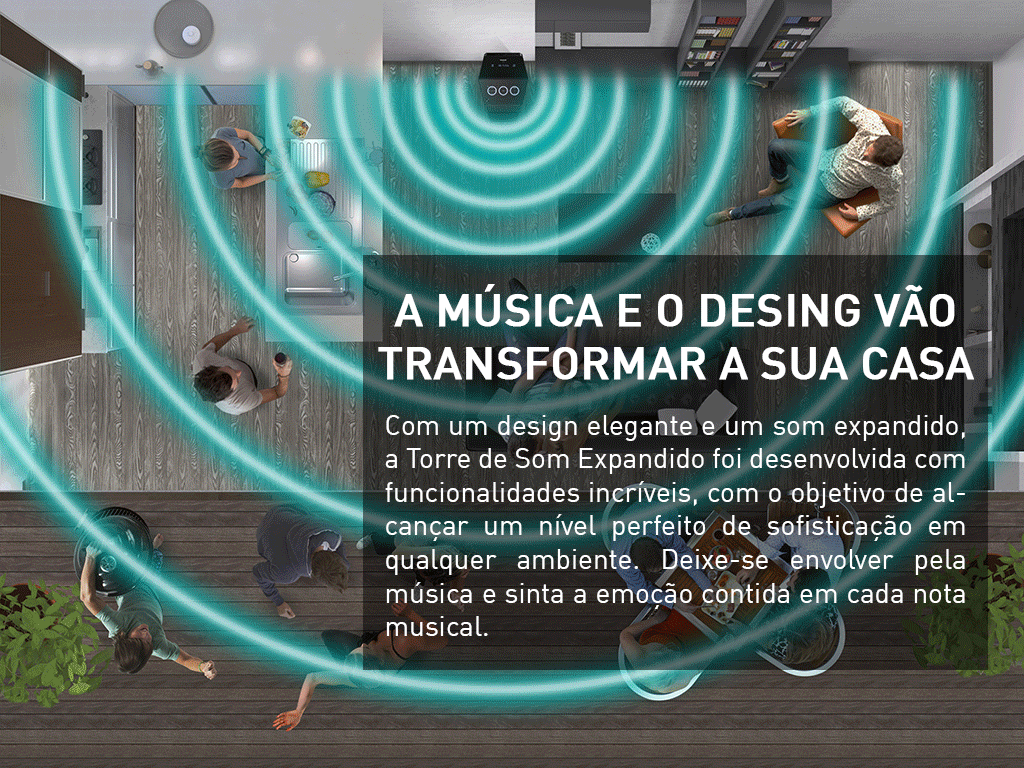 A MÚSICA E O DESING VÃO
TRANSFORMAR A SUA CASA
Com um design elegante e um som expandido,
a Torre de Som Expandido foi desenvolvida com
funcionalidades incríveis, com o objetivo de al-
cançar um nível perfeito de sofisticação em
qualquer ambiente. Deixe-se envolver pela
música e sinta a emoção contida em cada nota
musical.